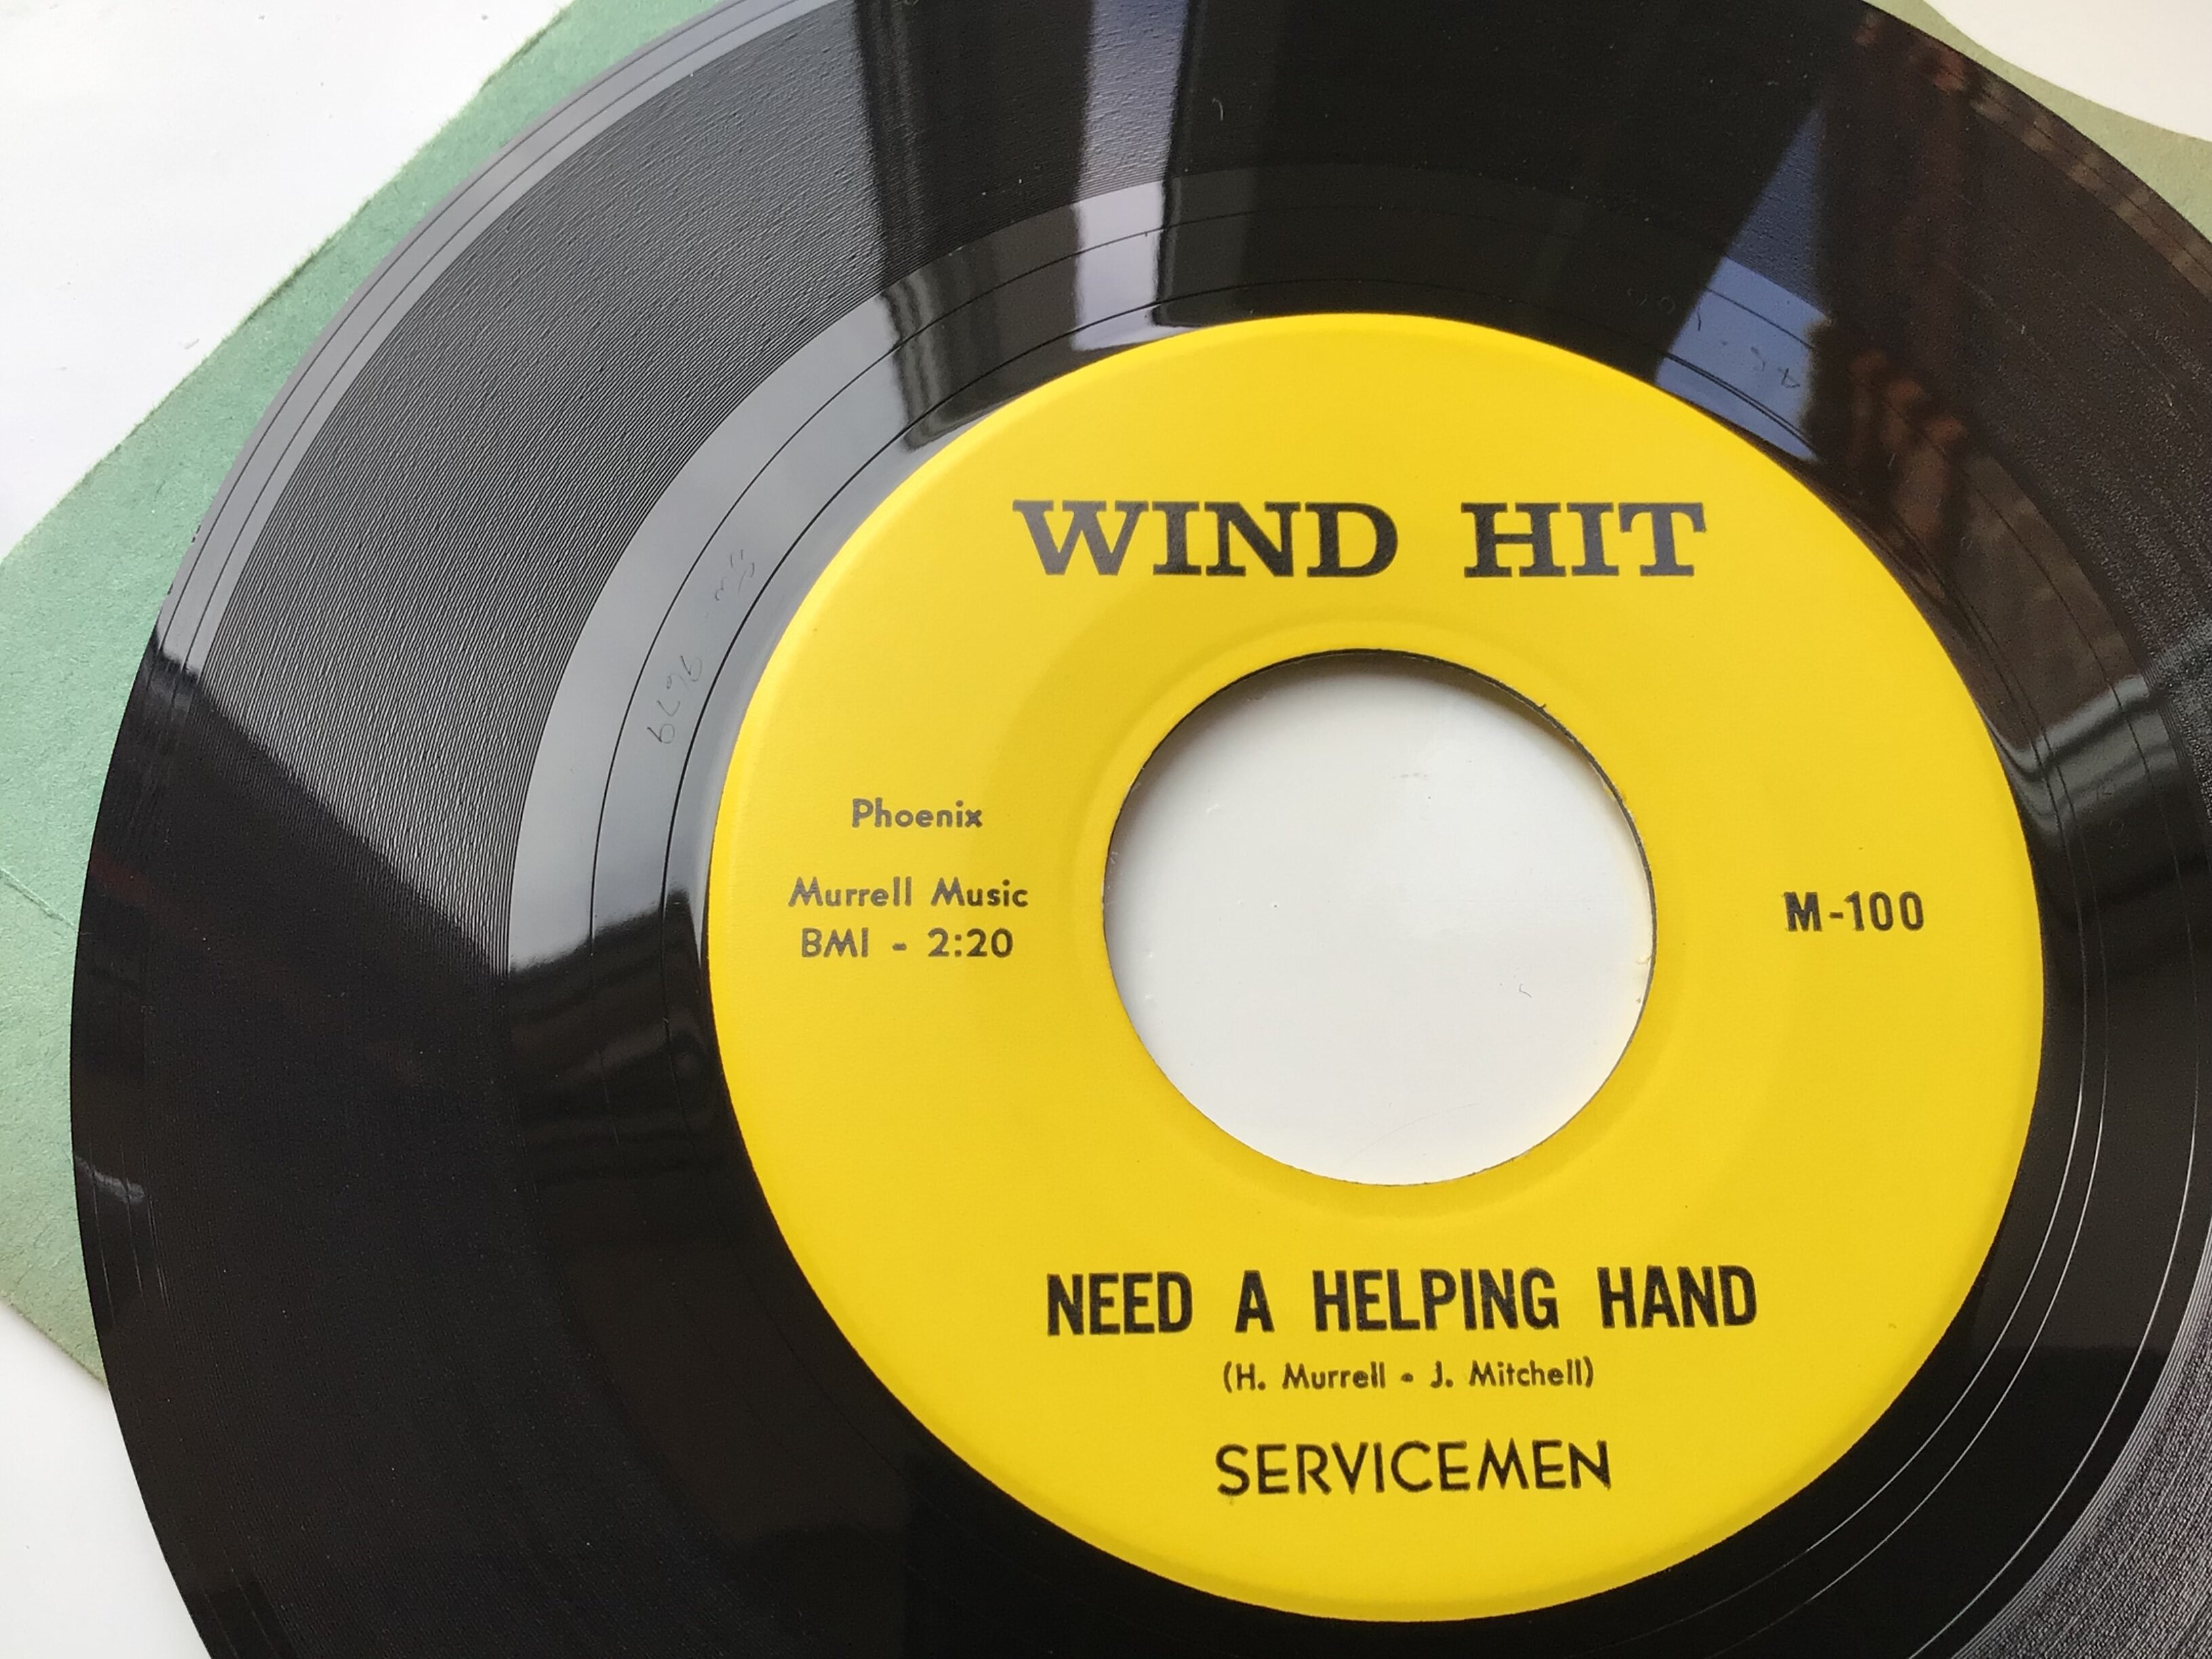 WIND HIT
Phoenix
Murrell Music
BMI - 2:20
M-100
NEED A HELPING HAND
(H. Murrell - J. Mitchell)
SERVICEMEN